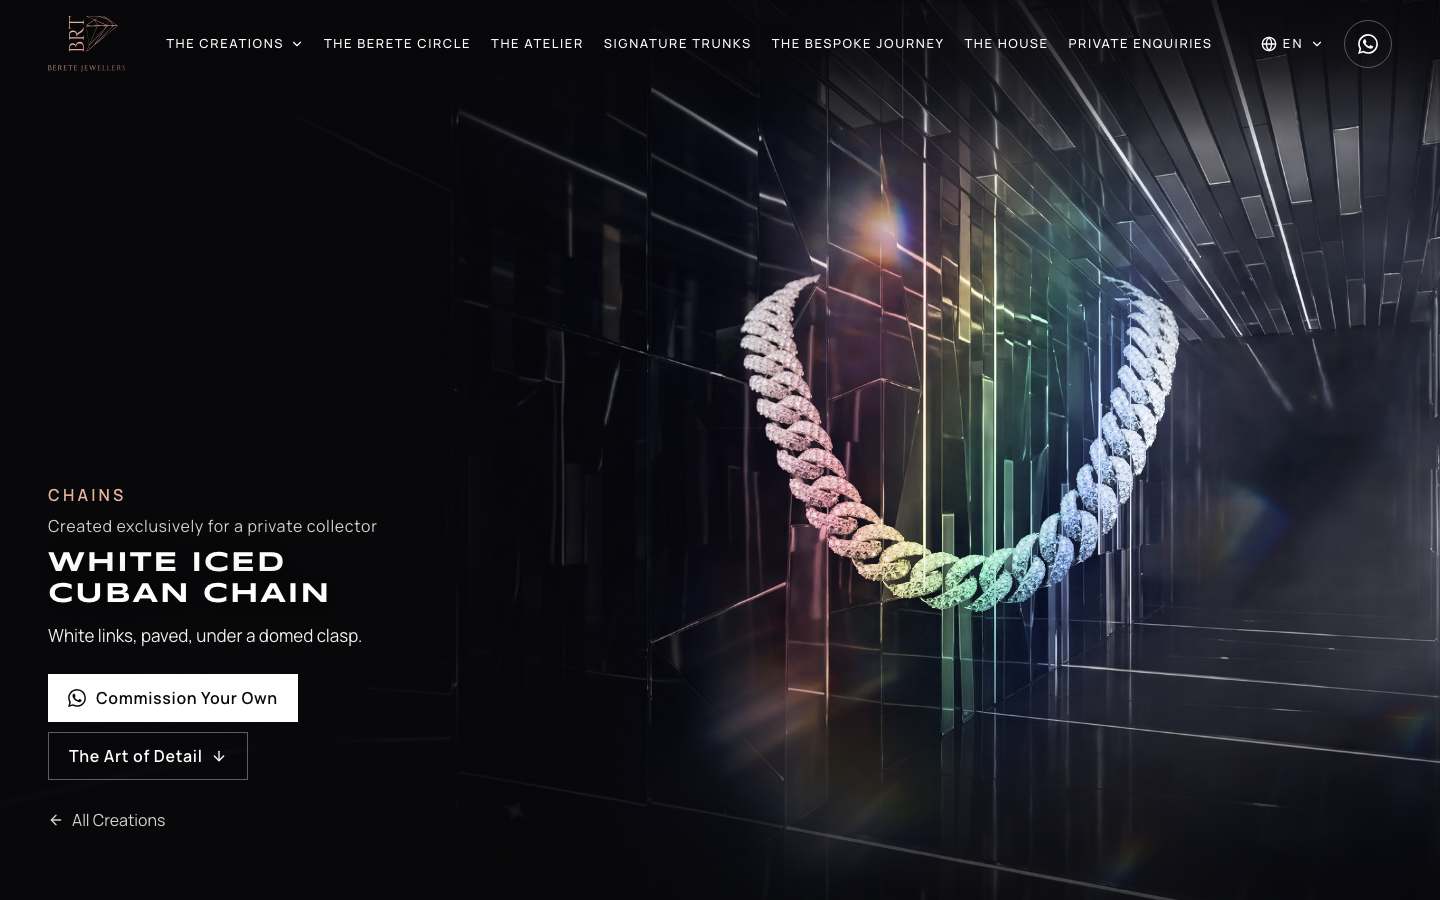 BRT
BERETE JEWELLERS
THE CREATIONS
THE BERETE CIRCLE
THE ATELIER
SIGNATURE TRUNKS
THE BESPOKE JOURNEY
THE HOUSE
PRIVATE ENQUIRIES
EN
CHAINS
Created exclusively for a private collector
WHITE ICED
CUBAN CHAIN
White links, paved, under a domed clasp.
Commission Your Own
The Art of Detail ↓
← All Creations